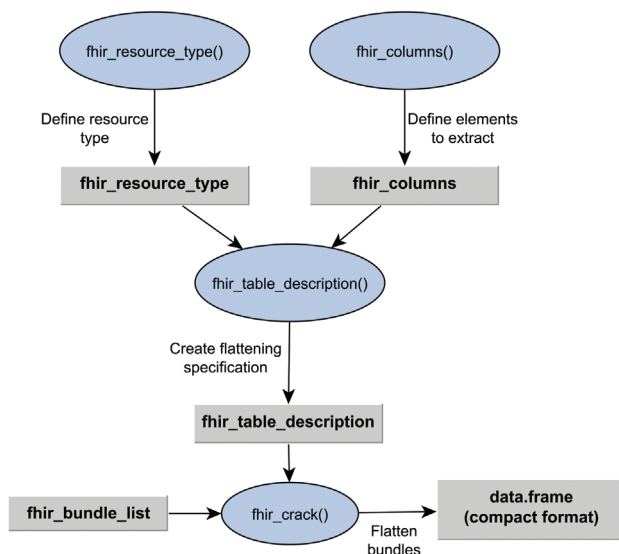 fhir_resource_type()
fhir_columns()
Define resource
type
Define elements
to extract
fhir_resource_type
fhir_columns
fhir_table_description()
Create flattening
specification
fhir_table_description
fhir_bundle_list
fhir_crack()
Flatten
bundles
data.frame
(compact format)